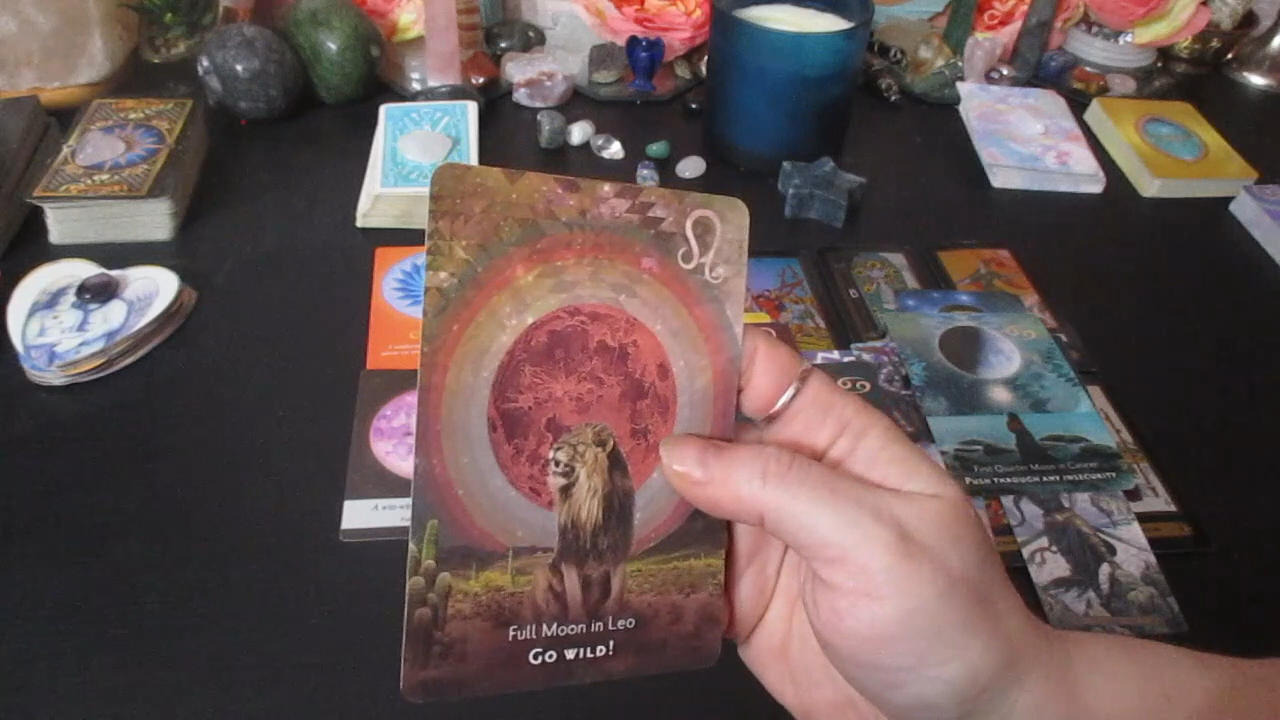 Full Moon in Leo
Go wild!
First Quarter Moon in Cancer
Push through any insecurity